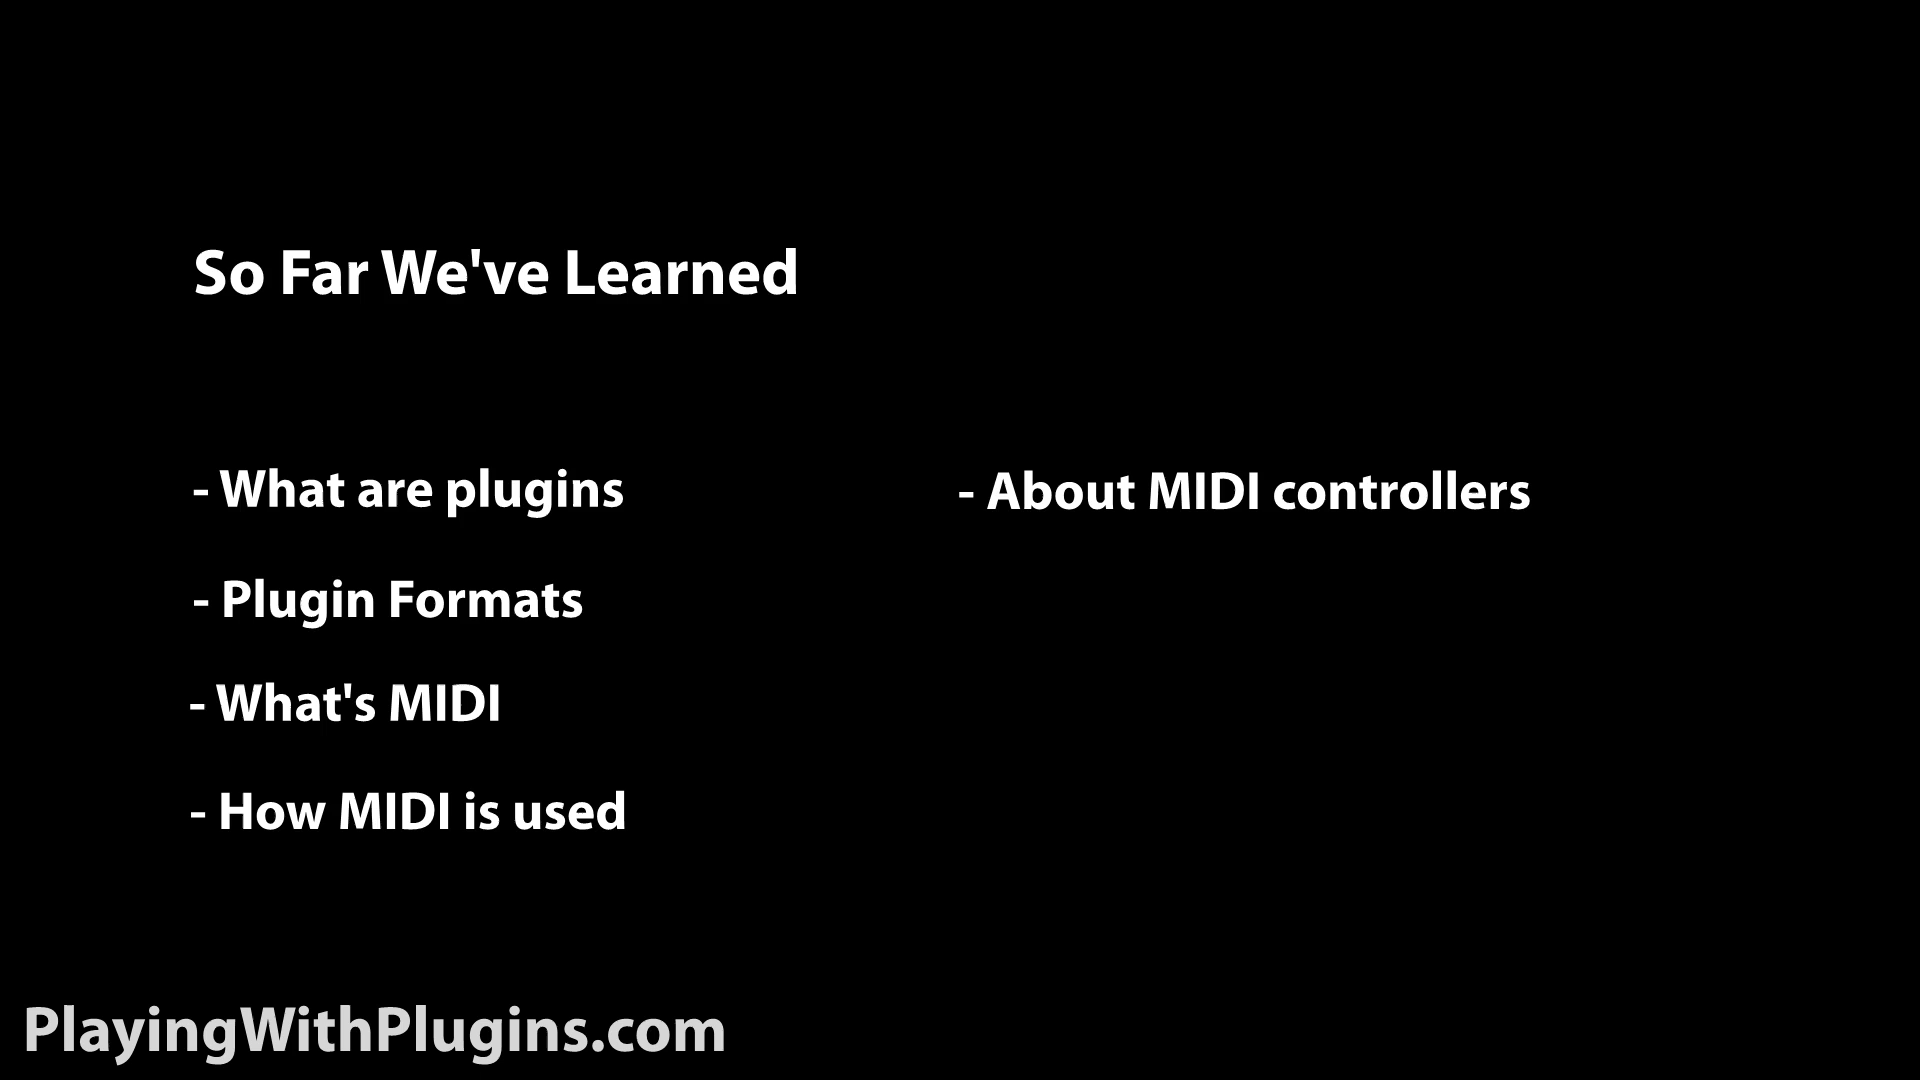 So Far We've Learned
- What are plugins
- Plugin Formats
- What's MIDI
- How MIDI is used
- About MIDI controllers
PlayingWithPlugins.com